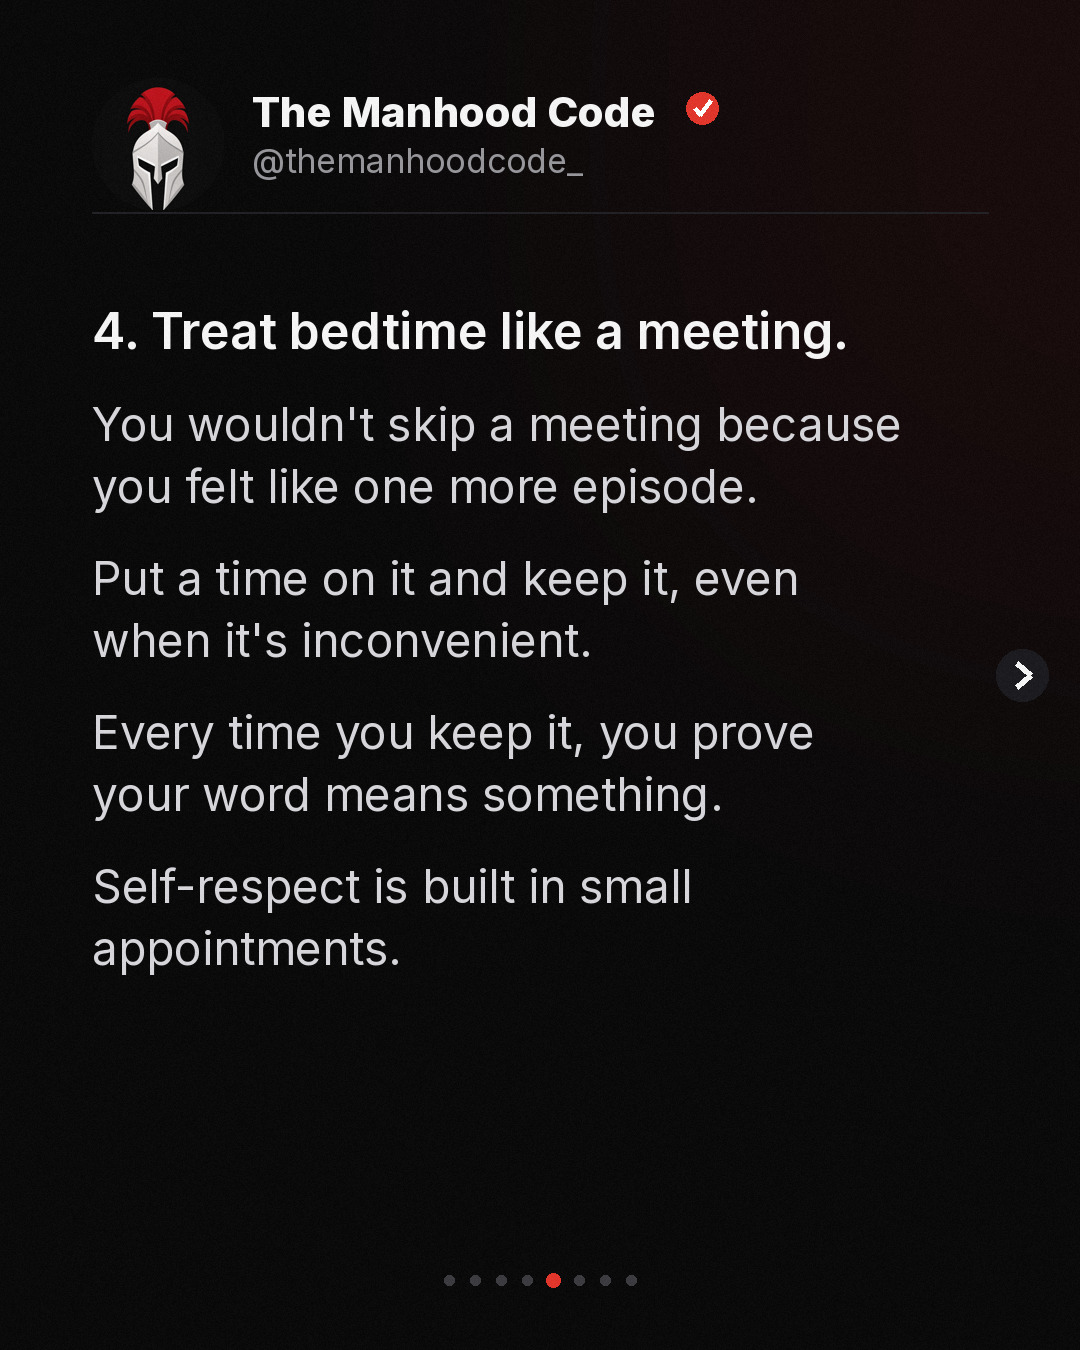 The Manhood Code
@themanhoodcode_
4. Treat bedtime like a meeting.
You wouldn't skip a meeting because
you felt like one more episode.
Put a time on it and keep it, even
when it's inconvenient.
Every time you keep it, you prove
your word means something.
Self-respect is built in small
appointments.